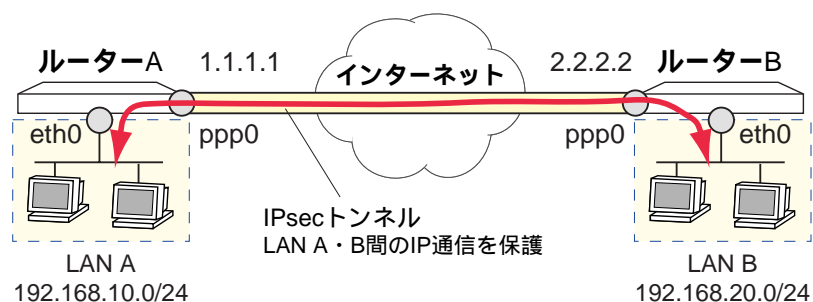 ルーターA
1.1.1.1
インターネット
2.2.2.2
ルーターB
eth0
ppp0
ppp0
eth0
IPsecトンネル
LAN A・B間のIP通信を保護
LAN A
192.168.10.0/24
LAN B
192.168.20.0/24